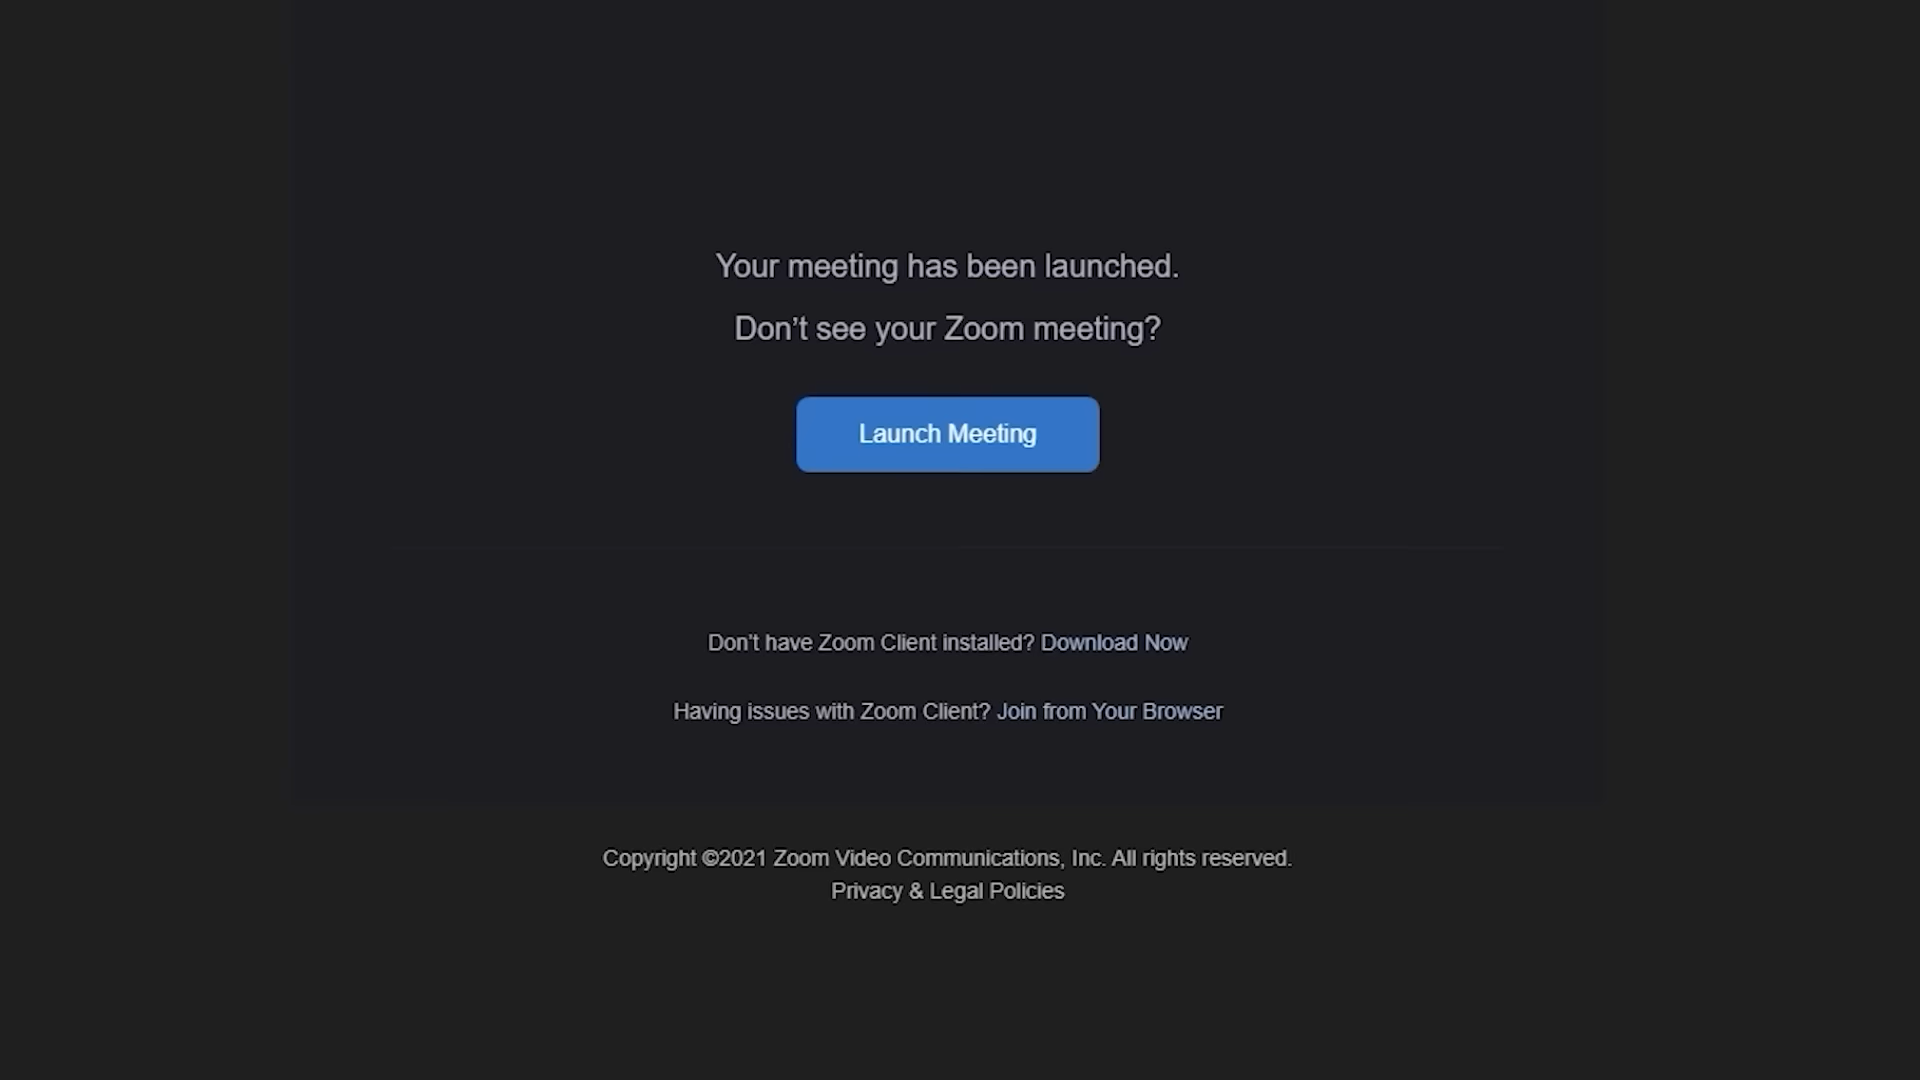 Your meeting has been launched.
Don’t see your Zoom meeting?
Launch Meeting
Don't have Zoom Client installed? Download Now
Having issues with Zoom Client? Join from Your Browser
Copyright ©2021 Zoom Video Communications, Inc. All rights reserved.
Privacy & Legal Policies